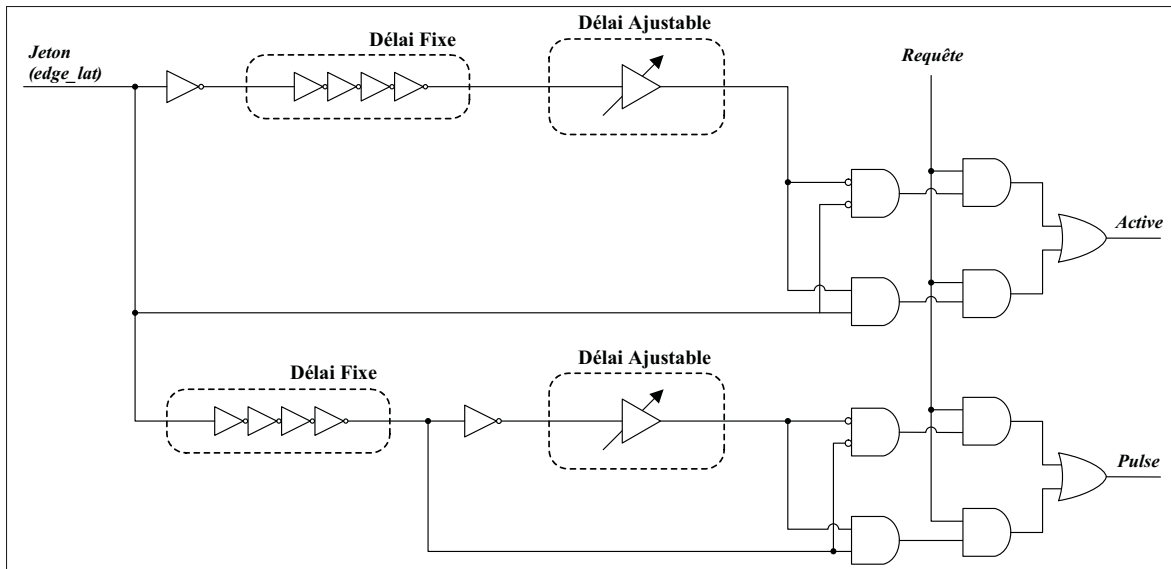 Jeton
(edge_lat)
Délai Fixe
Délai Ajustable
Requête
Active
Délai Fixe
Délai Ajustable
Pulse